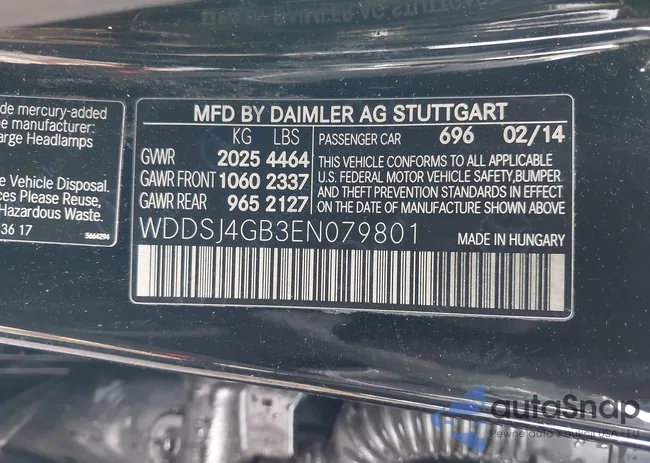 MFD BY DAIMLER AG STUTTGART
KG LBS
GVWR 2025 4464
GAWR FRONT 1060 2337
GAWR REAR 965 2127
PASSENGER CAR 696 02/14
THIS VEHICLE CONFORMS TO ALL APPLICABLE
U.S. FEDERAL MOTOR VEHICLE SAFETY,BUMPER
AND THEFT PREVENTION STANDARDS IN EFFECT
ON THE DATE OF MANUFACTURE SHOWN ABOVE.
WDDSJ4GB3EN079801
MADE IN HUNGARY
de mercury-added
e manufacturer:
arge Headlamps
Vehicle Disposal.
ces Please Reuse,
Hazardous Waste.
36 17
5664294
autoSnap